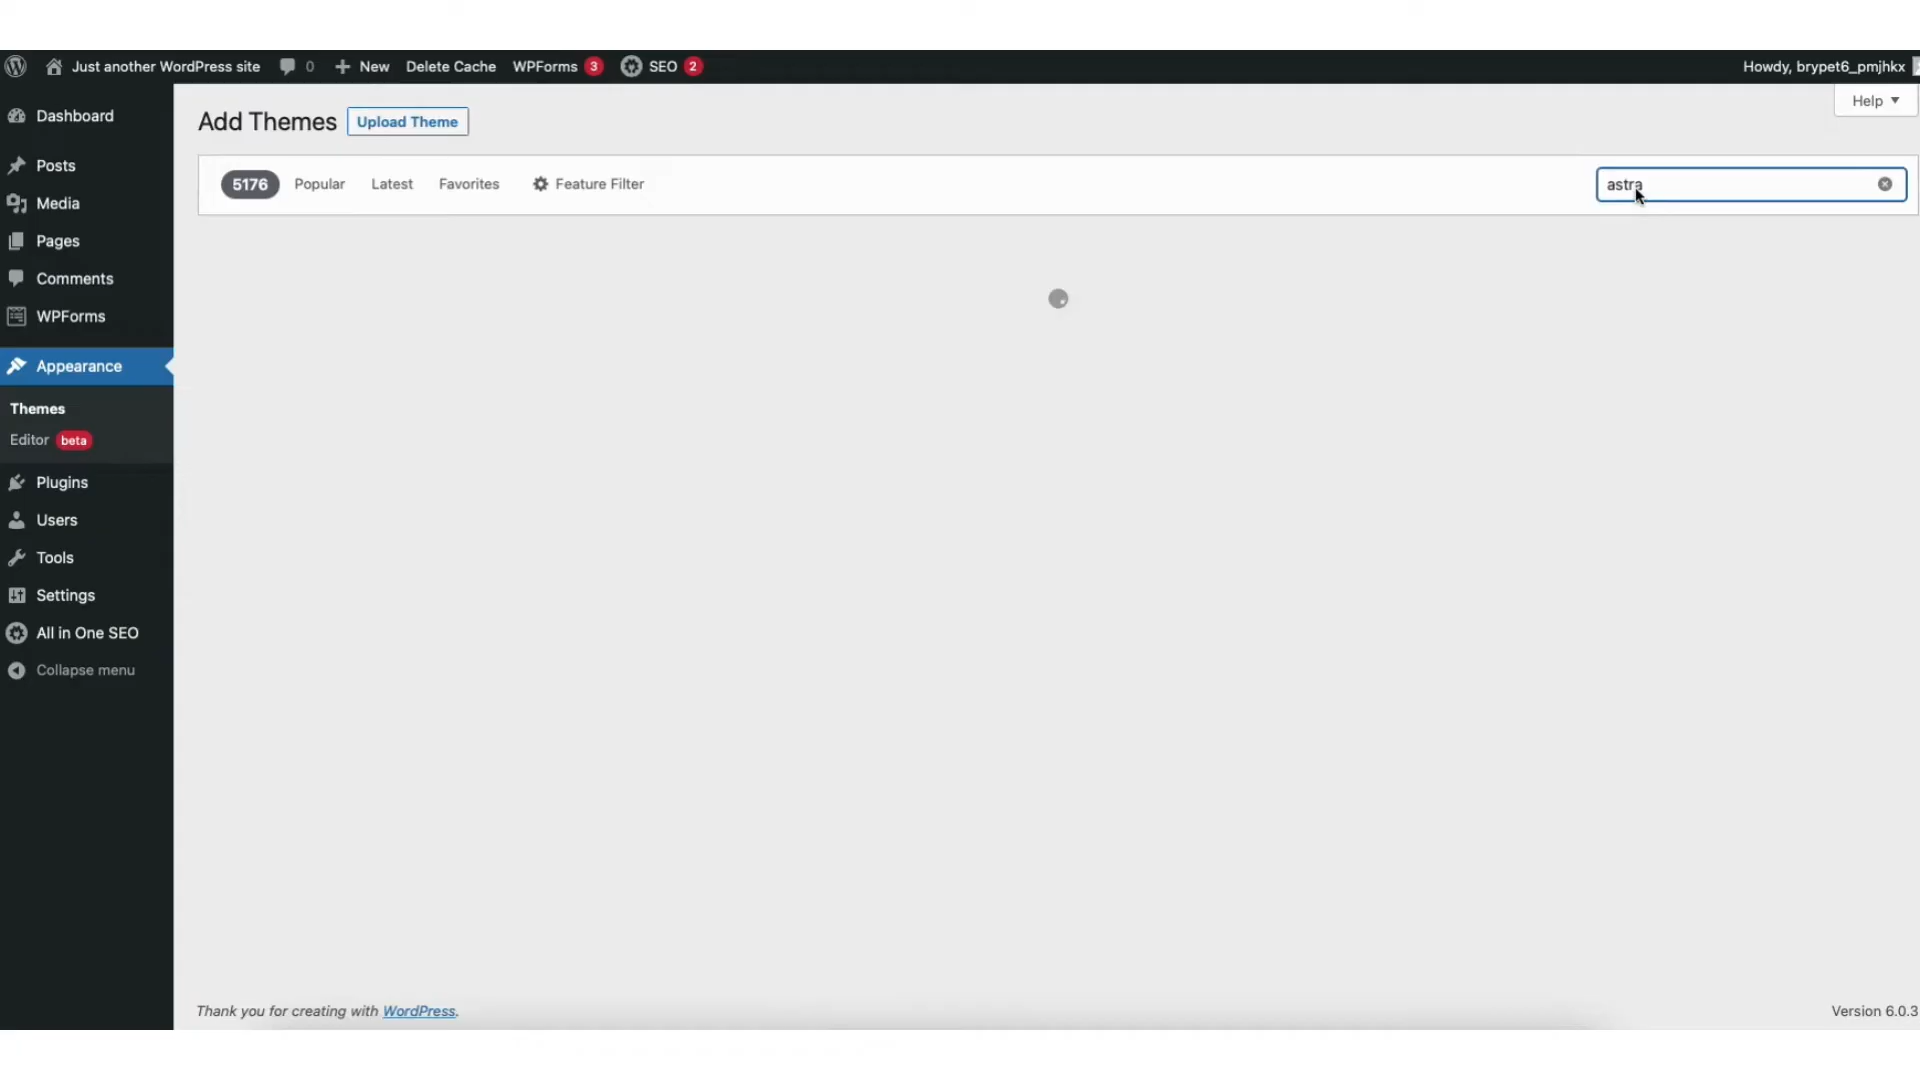 Just another WordPress site 0 New Delete Cache WPForms 3 SEO 2 Howdy, brypet6_pmjhkx
Help
Dashboard
Posts
Media
Pages
Comments
WPForms
Appearance
Themes
Editor beta
Plugins
Users
Tools
Settings
All in One SEO
Collapse menu
Add Themes Upload Theme
5176 Popular Latest Favorites Feature Filter astra
Thank you for creating with WordPress. Version 6.0.3